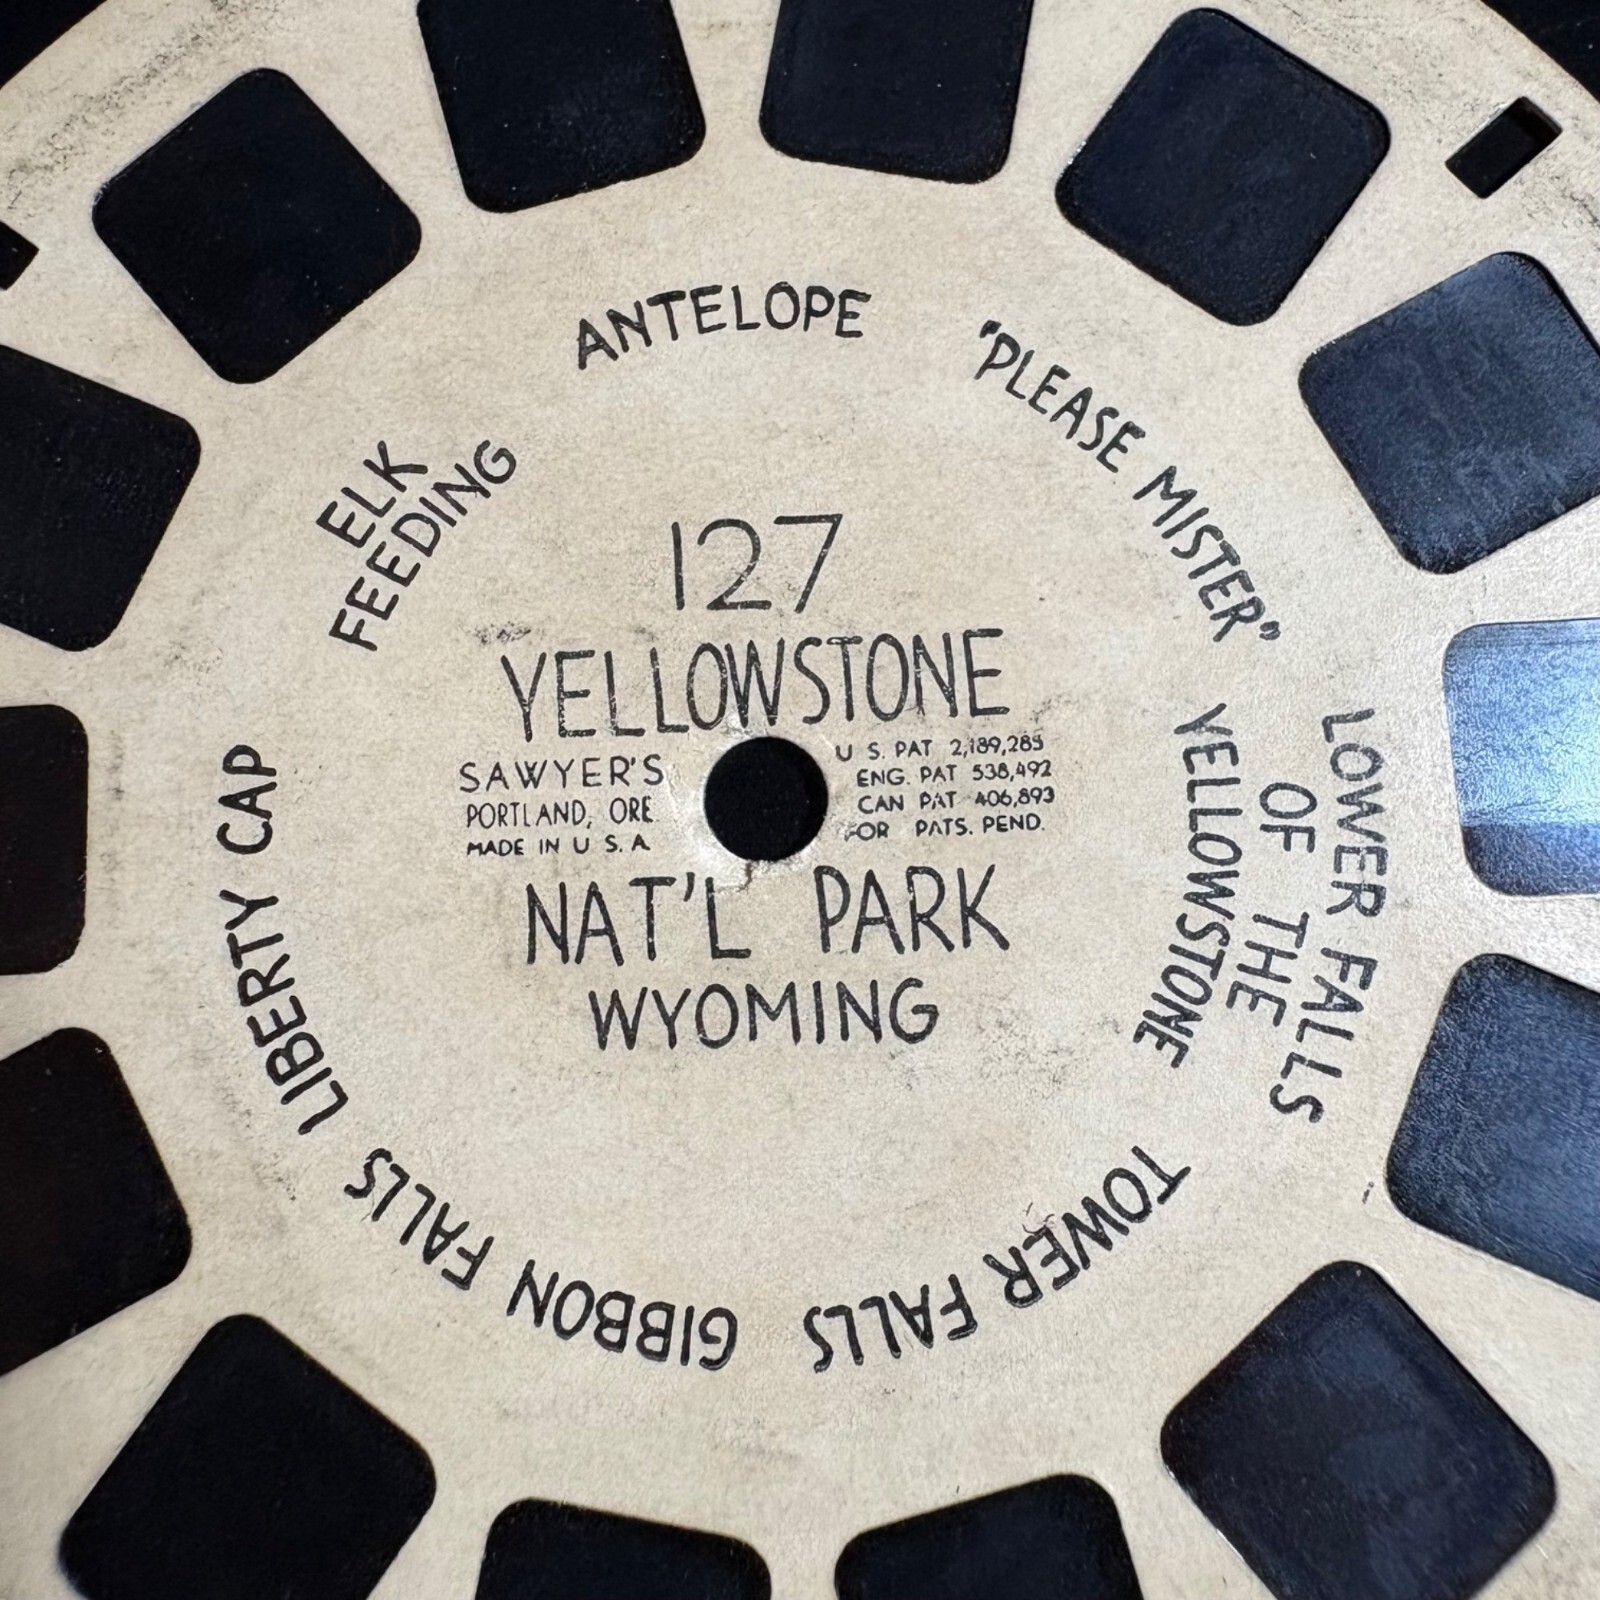 127
YELLOWSTONE
SAWYER'S
PORTLAND, ORE.
MADE IN U S. A
U S. PAT 2,189,285
ENG. PAT 538,492
CAN PAT 406,893
FOR PATS. PEND.
NAT'L PARK
WYOMING
ANTELOPE
"PLEASE MISTER"
LOWER FALLS
OF THE
YELLOWSTONE
TOWER FALLS
GIBBON FALLS
LIBERTY CAP
ELK
FEEDING